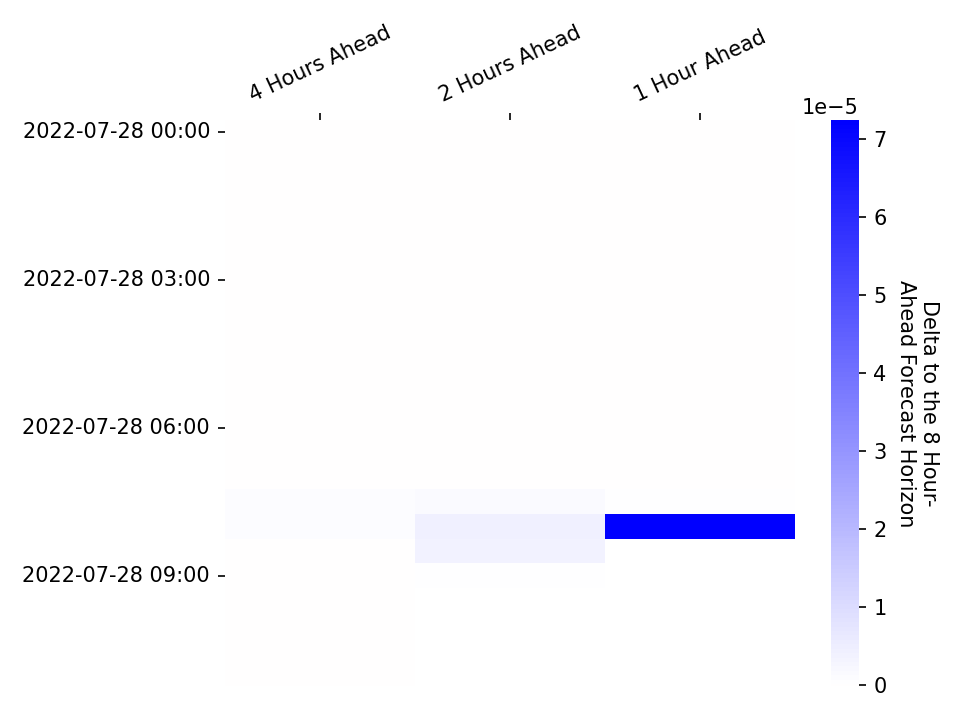 4 Hours Ahead
2 Hours Ahead
1 Hour Ahead
1e−5
2022-07-28 00:00
2022-07-28 03:00
2022-07-28 06:00
2022-07-28 09:00
7
6
5
4
3
2
1
0
Delta to the 8 Hour-
Ahead Forecast Horizon